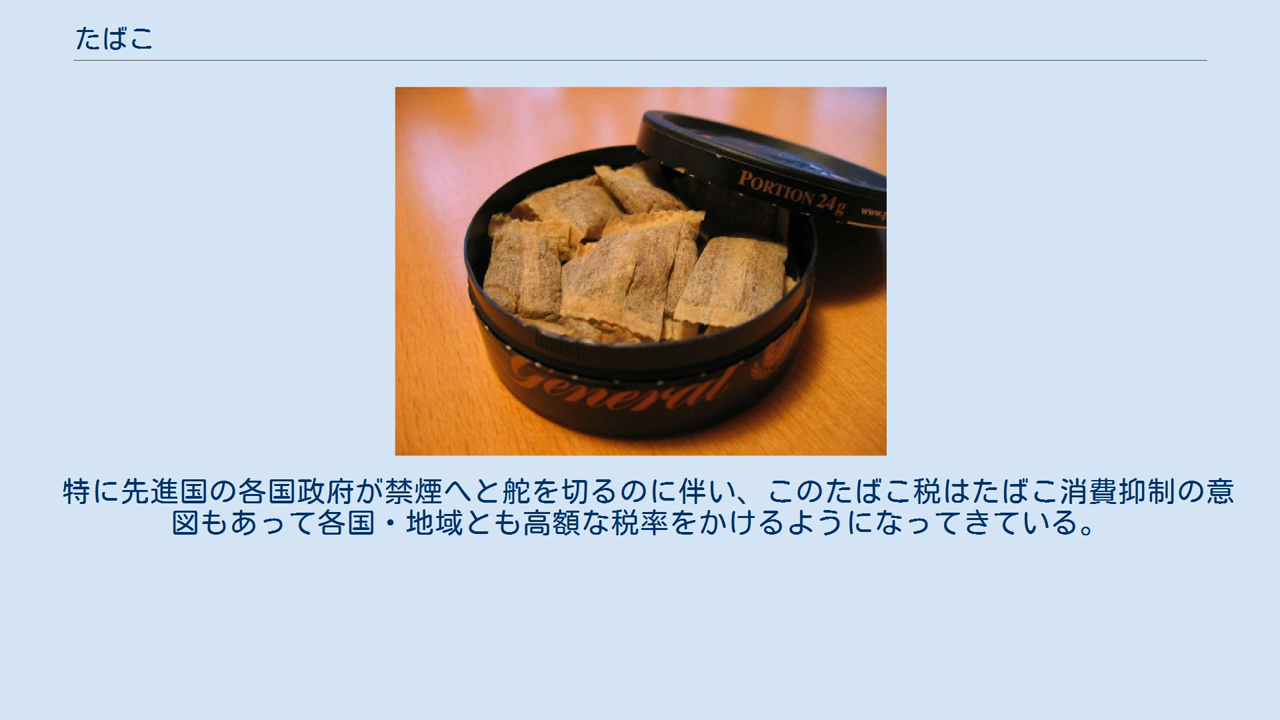 たばこ
PORTION 24g
www.
General
特に先進国の各国政府が禁煙へと舵を切るのに伴い、このたばこ税はたばこ消費抑制の意
図もあって各国・地域とも高額な税率をかけるようになってきている。